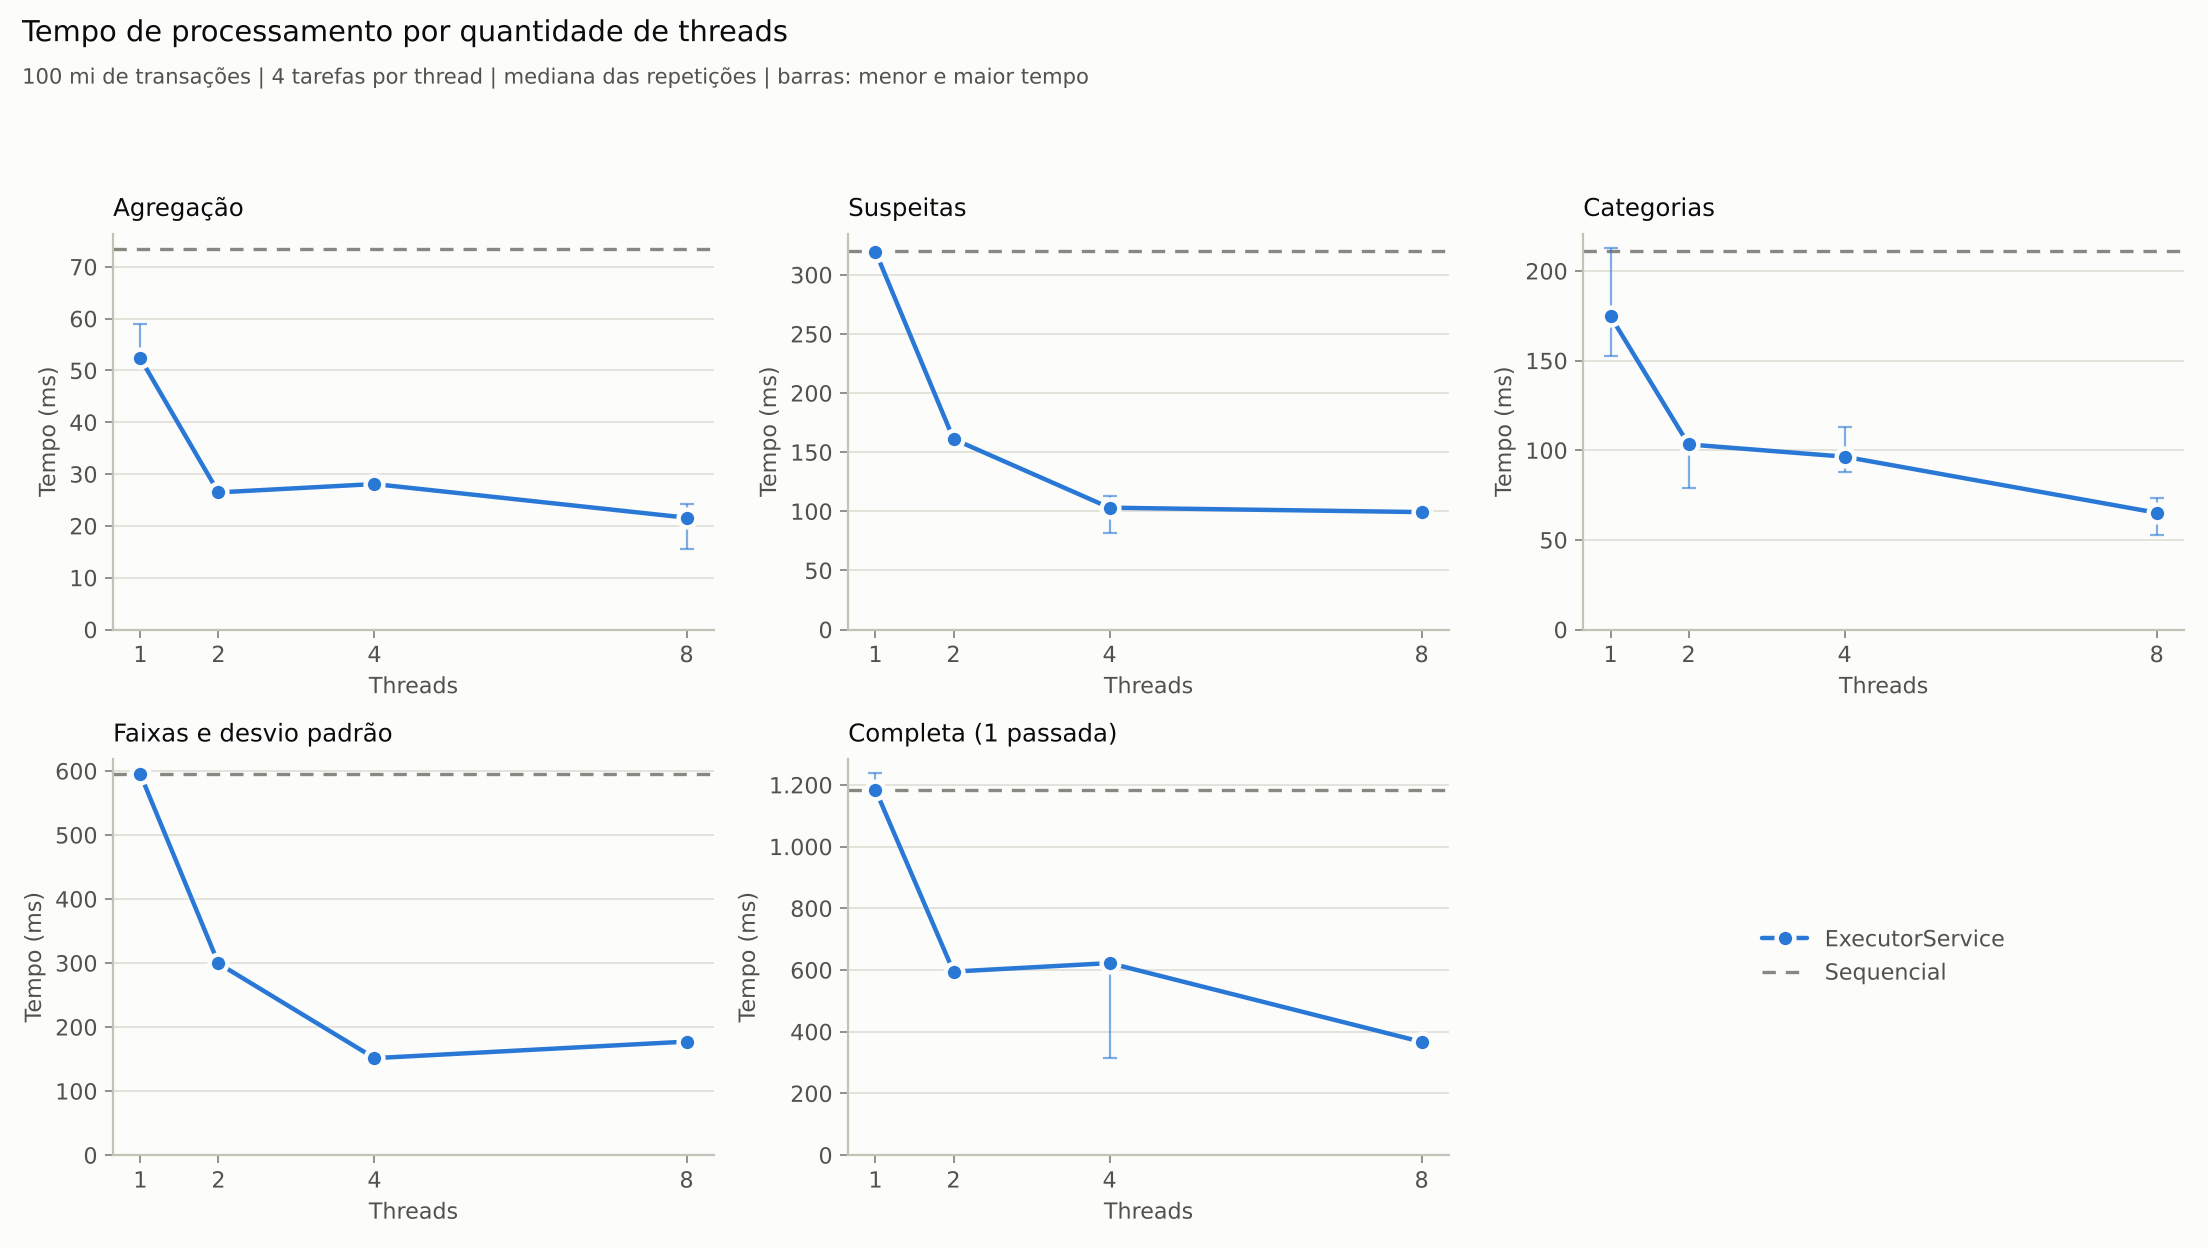 Tempo de processamento por quantidade de threads
100 mi de transações | 4 tarefas por thread | mediana das repetições | barras: menor e maior tempo
Agregação
70
60
50
40
30
20
10
0
Tempo (ms)
1 2 4 8
Threads
Suspeitas
300
250
200
150
100
50
0
Tempo (ms)
1 2 4 8
Threads
Categorias
200
150
100
50
0
Tempo (ms)
1 2 4 8
Threads
Faixas e desvio padrão
600
500
400
300
200
100
0
Tempo (ms)
1 2 4 8
Threads
Completa (1 passada)
1.200
1.000
800
600
400
200
0
Tempo (ms)
1 2 4 8
Threads
ExecutorService
Sequencial